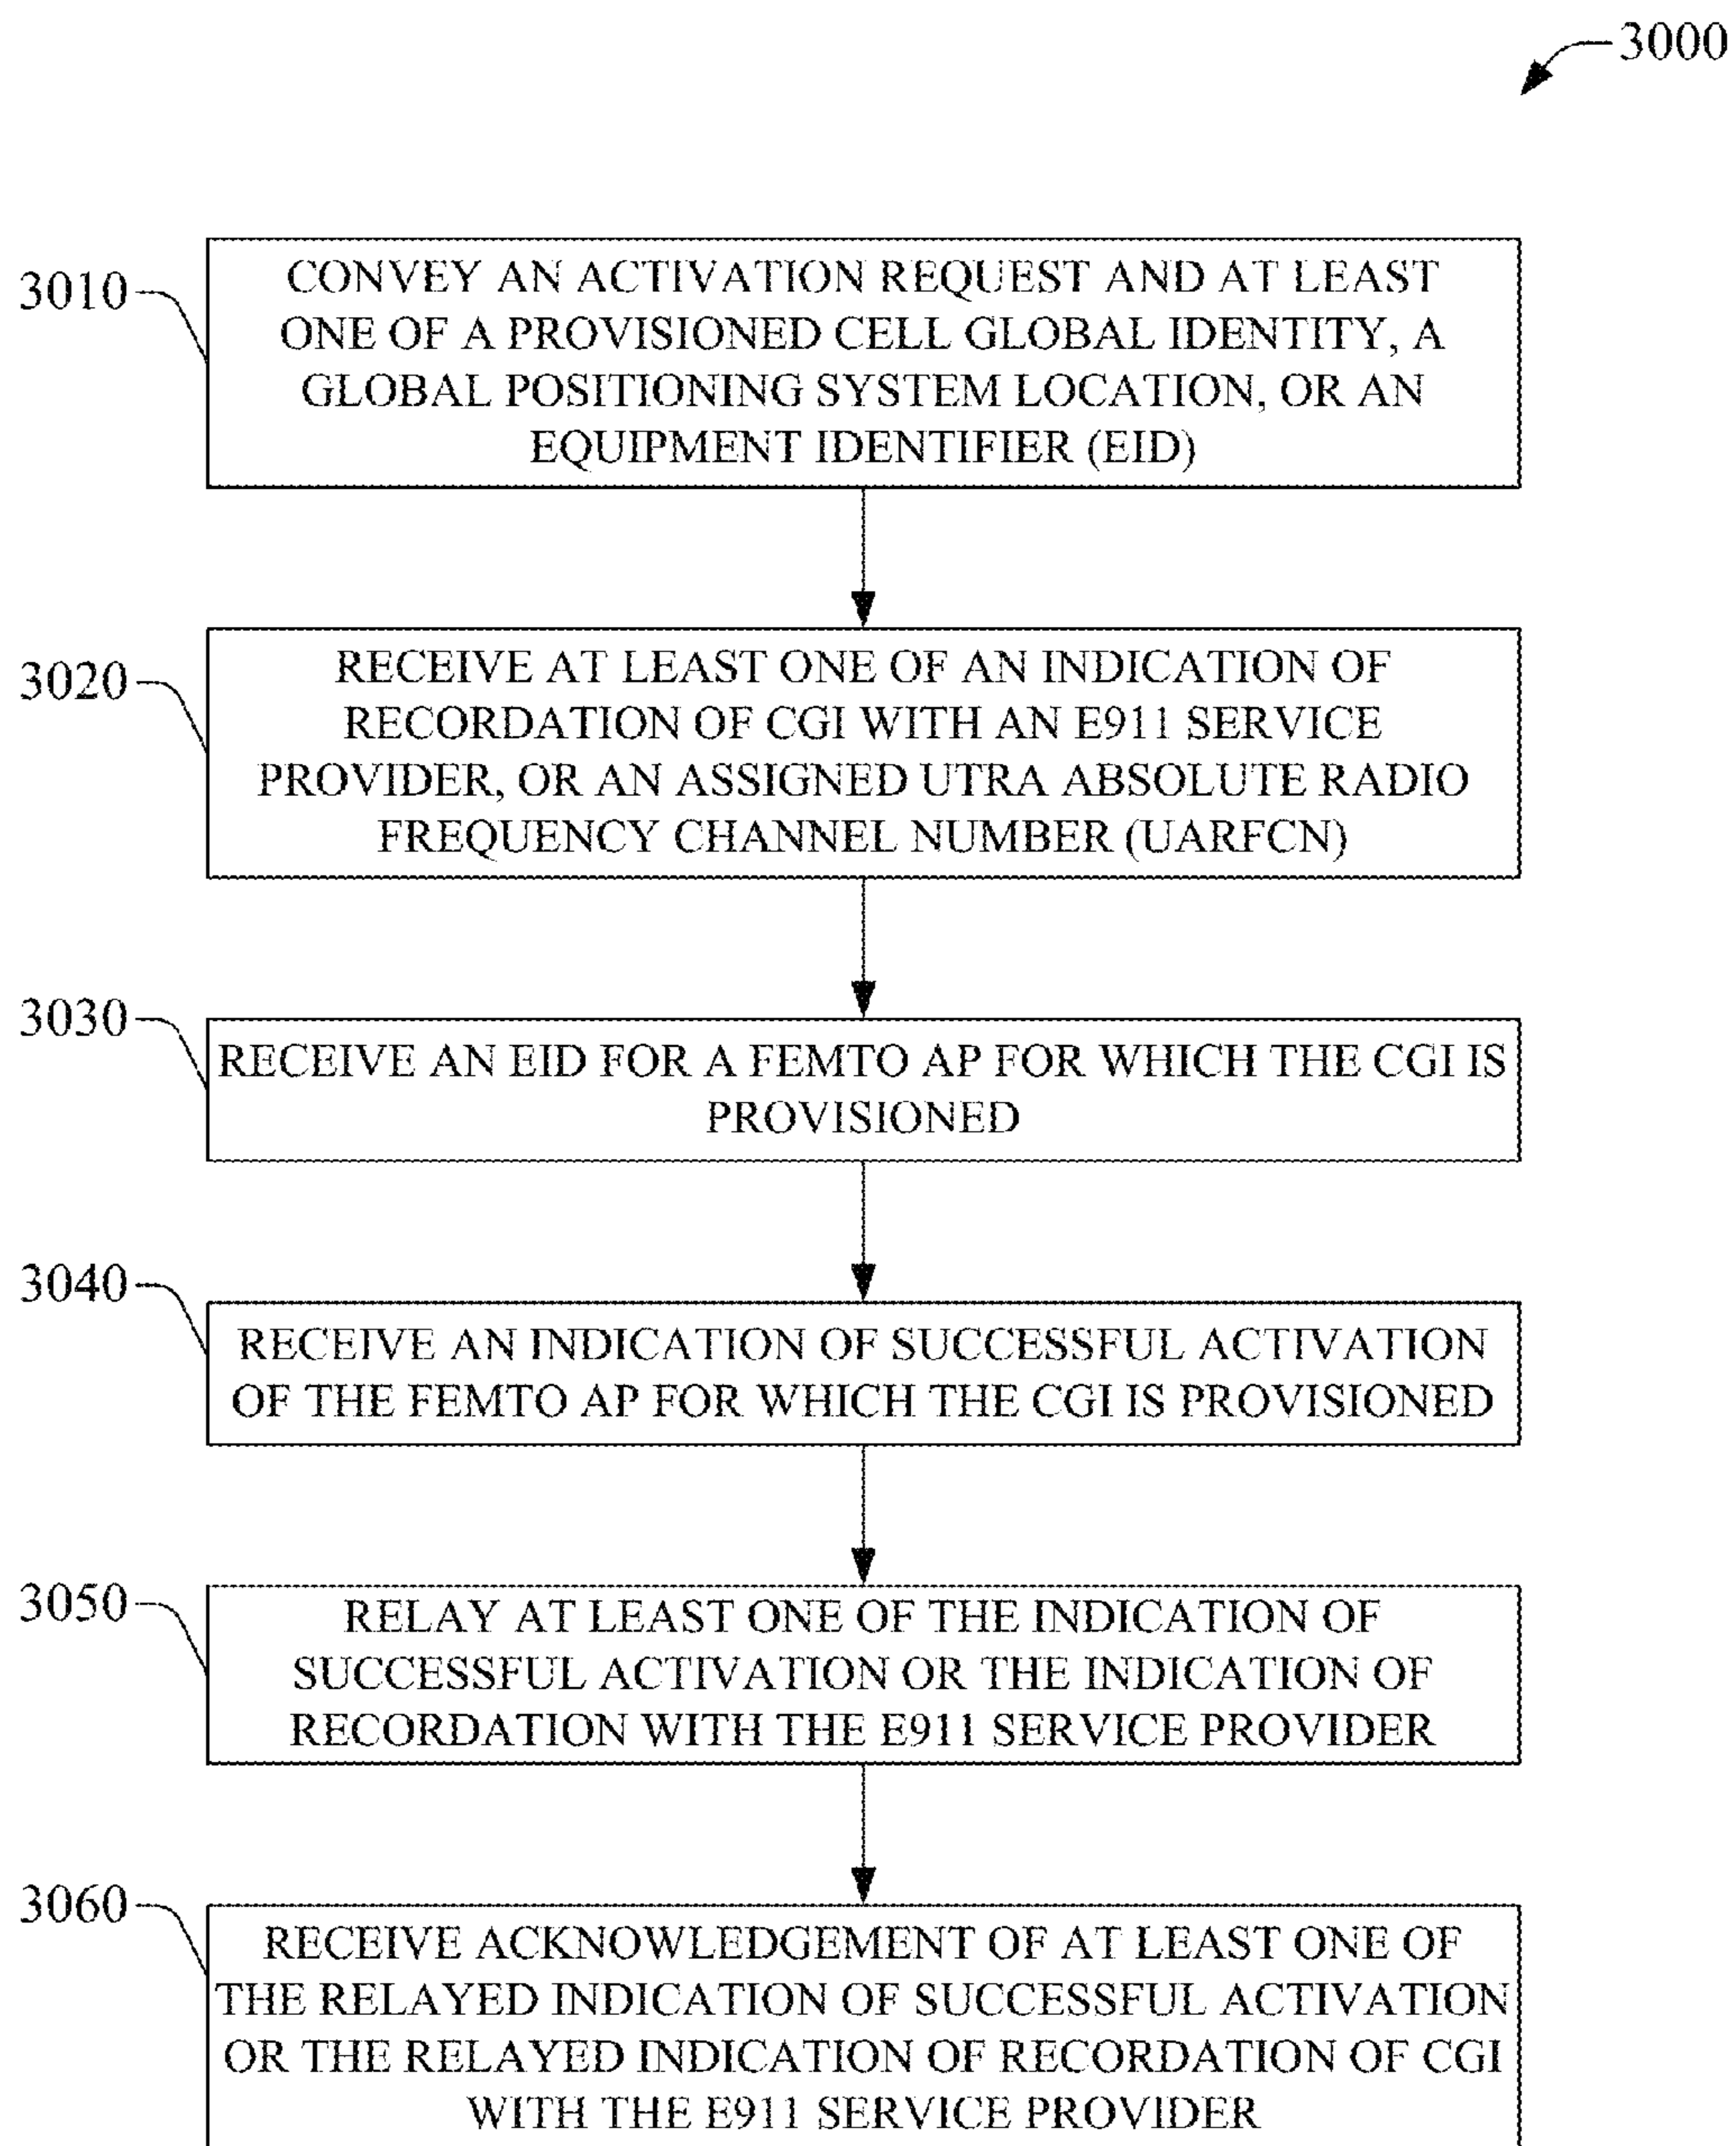 3000
3010
CONVEY AN ACTIVATION REQUEST AND AT LEAST
ONE OF A PROVISIONED CELL GLOBAL IDENTITY, A
GLOBAL POSITIONING SYSTEM LOCATION, OR AN
EQUIPMENT IDENTIFIER (EID)
3020
RECEIVE AT LEAST ONE OF AN INDICATION OF
RECORDATION OF CGI WITH AN E911 SERVICE
PROVIDER, OR AN ASSIGNED UTRA ABSOLUTE RADIO
FREQUENCY CHANNEL NUMBER (UARFCN)
3030
RECEIVE AN EID FOR A FEMTO AP FOR WHICH THE CGI IS
PROVISIONED
3040
RECEIVE AN INDICATION OF SUCCESSFUL ACTIVATION
OF THE FEMTO AP FOR WHICH THE CGI IS PROVISIONED
3050
RELAY AT LEAST ONE OF THE INDICATION OF
SUCCESSFUL ACTIVATION OR THE INDICATION OF
RECORDATION WITH THE E911 SERVICE PROVIDER
3060
RECEIVE ACKNOWLEDGEMENT OF AT LEAST ONE OF
THE RELAYED INDICATION OF SUCCESSFUL ACTIVATION
OR THE RELAYED INDICATION OF RECORDATION OF CGI
WITH THE E911 SERVICE PROVIDER